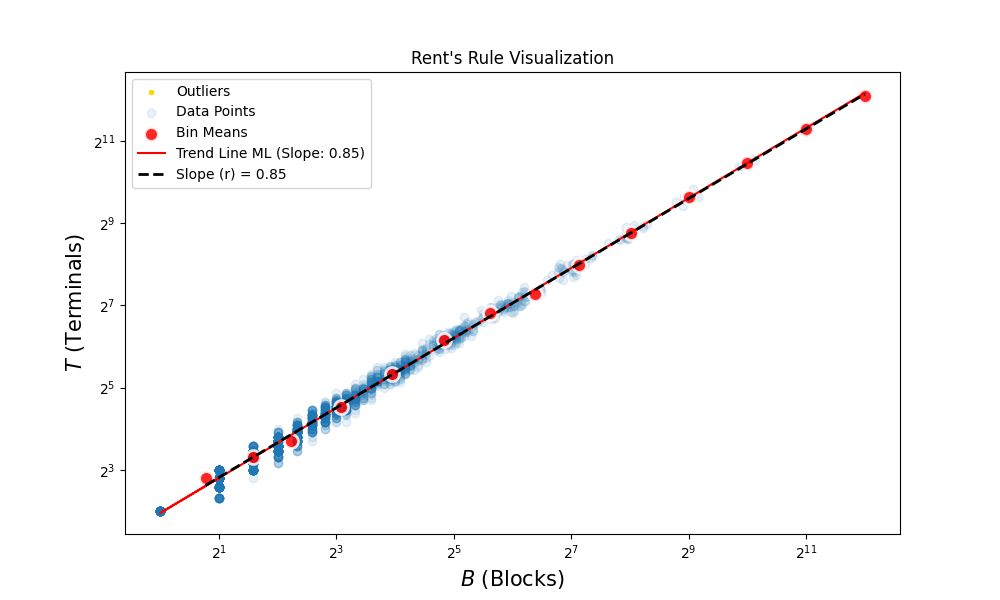 Rent's Rule Visualization
Outliers
Data Points
Bin Means
Trend Line ML (Slope: 0.85)
Slope (r) = 0.85
T (Terminals)
2^11
2^9
2^7
2^5
2^3
2^1 2^3 2^5 2^7 2^9 2^11
B (Blocks)